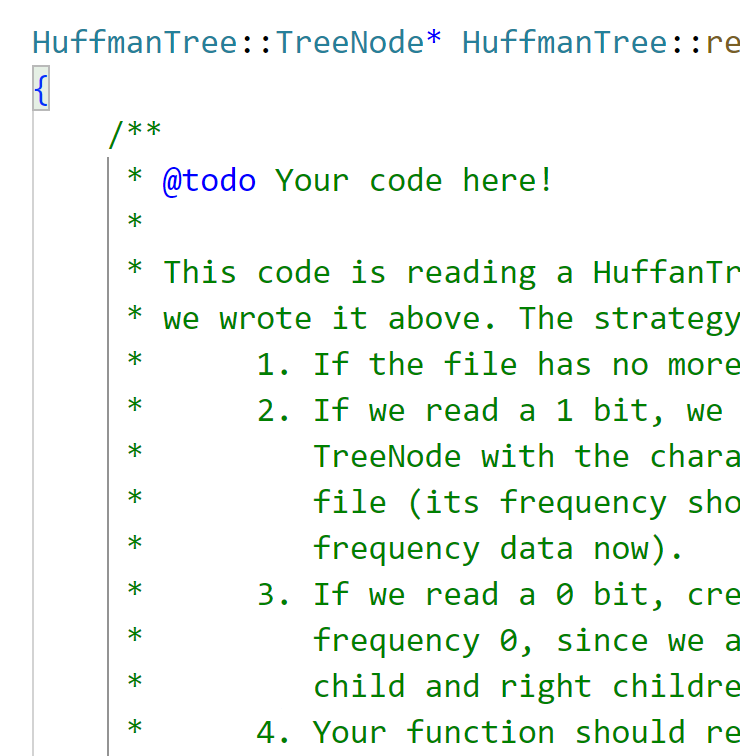 HuffmanTree::TreeNode* HuffmanTree::re
{
/**
* @todo Your code here!
*
* This code is reading a HuffanTr
* we wrote it above. The strategy
* 1. If the file has no more
* 2. If we read a 1 bit, we
* TreeNode with the chara
* file (its frequency sho
* frequency data now).
* 3. If we read a 0 bit, cre
* frequency 0, since we a
* child and right childre
* 4. Your function should re